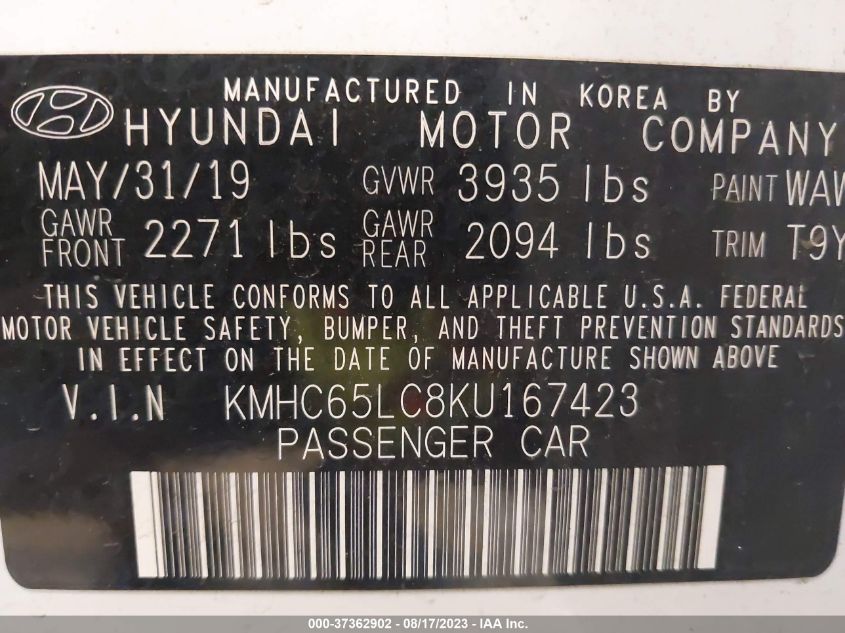 MANUFACTURED IN KOREA BY
HYUNDAI MOTOR COMPANY
MAY/31/19 GVWR 3935 lbs PAINT WAW
GAWR FRONT 2271 lbs GAWR REAR 2094 lbs TRIM T9Y
THIS VEHICLE CONFORMS TO ALL APPLICABLE U.S.A. FEDERAL
MOTOR VEHICLE SAFETY, BUMPER, AND THEFT PREVENTION STANDARDS
IN EFFECT ON THE DATE OF MANUFACTURE SHOWN ABOVE
V.I.N KMHC65LC8KU167423
PASSENGER CAR
000-37362902 - 08/17/2023 - IAAI.com